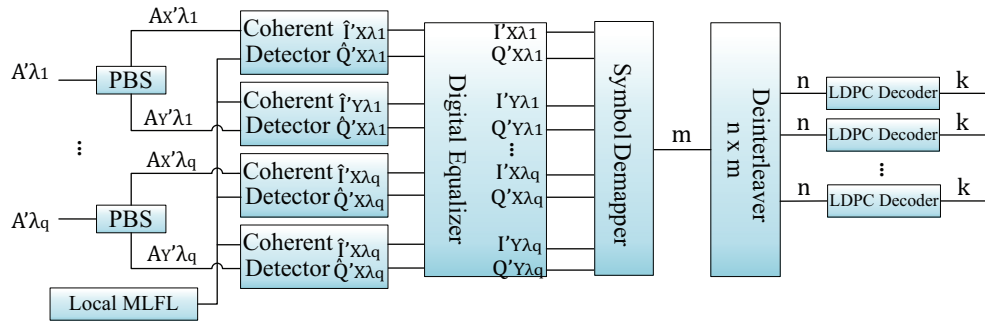 A'λ1
PBS
AX'λ1
AY'λ1
⋮
A'λq
PBS
AX'λq
AY'λq
Local MLFL
Coherent Î'Xλ1
Detector Q̂'Xλ1
Coherent Î'Yλ1
Detector Q̂'Xλ1
Coherent Î'Xλq
Detector Q̂'Xλq
Coherent Î'Xλq
Detector Q̂'Xλq
Digital Equalizer
I'Xλ1
Q'Xλ1
I'Yλ1
Q'Yλ1
⋮
I'Xλq
Q'Xλq
I'Yλq
Q'Yλq
Symbol Demapper
m
Deinterleaver
n x m
n
LDPC Decoder
k
n
LDPC Decoder
k
⋮
n
LDPC Decoder
k